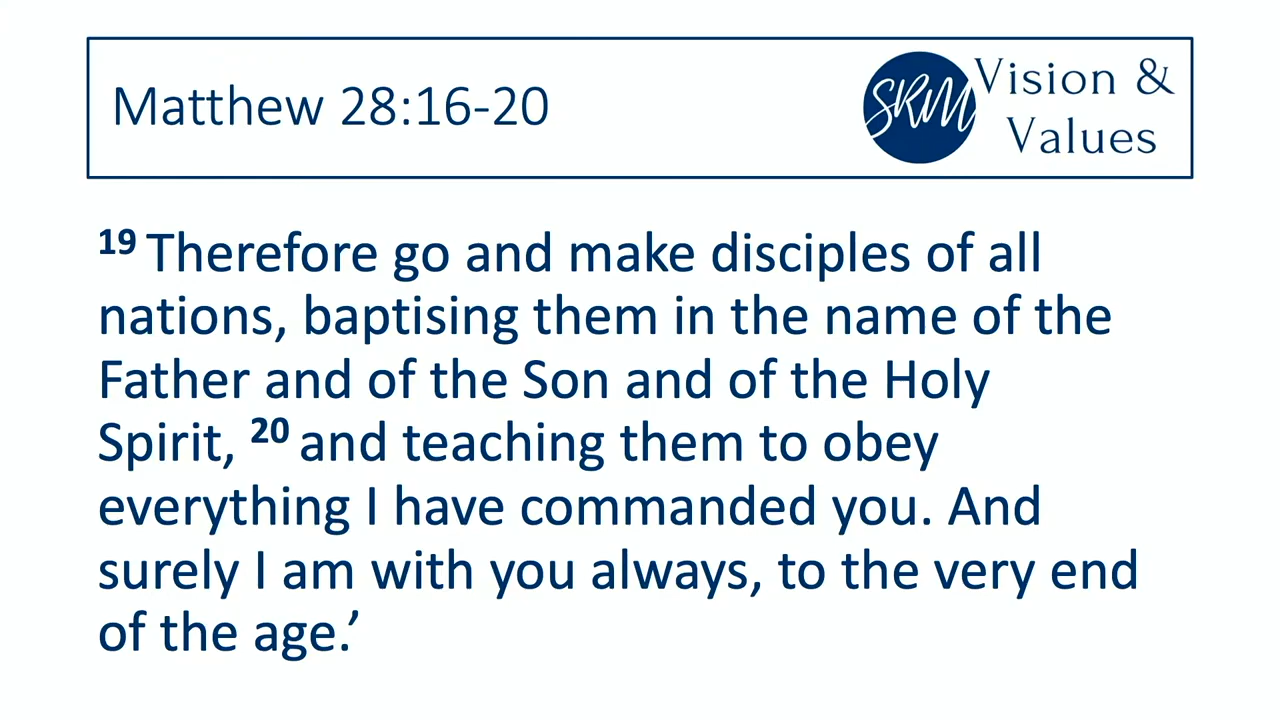 Matthew 28:16-20
SRM
Vision &
Values
19 Therefore go and make disciples of all
nations, baptising them in the name of the
Father and of the Son and of the Holy
Spirit, 20 and teaching them to obey
everything I have commanded you. And
surely I am with you always, to the very end
of the age.’